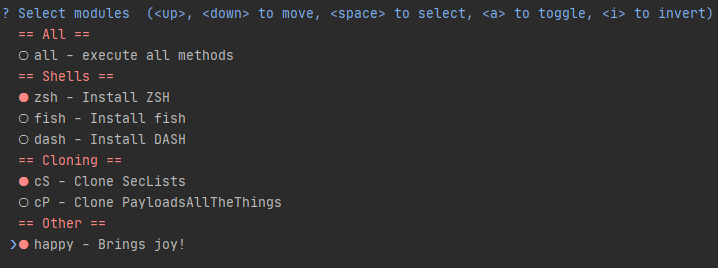 ? Select modules  (<up>, <down> to move, <space> to select, <a> to toggle, <i> to invert)
== All ==
○ all - execute all methods
== Shells ==
● zsh - Install ZSH
○ fish - Install fish
○ dash - Install DASH
== Cloning ==
● cS - Clone SecLists
○ cP - Clone PayloadsAllTheThings
== Other ==
❯● happy - Brings joy!